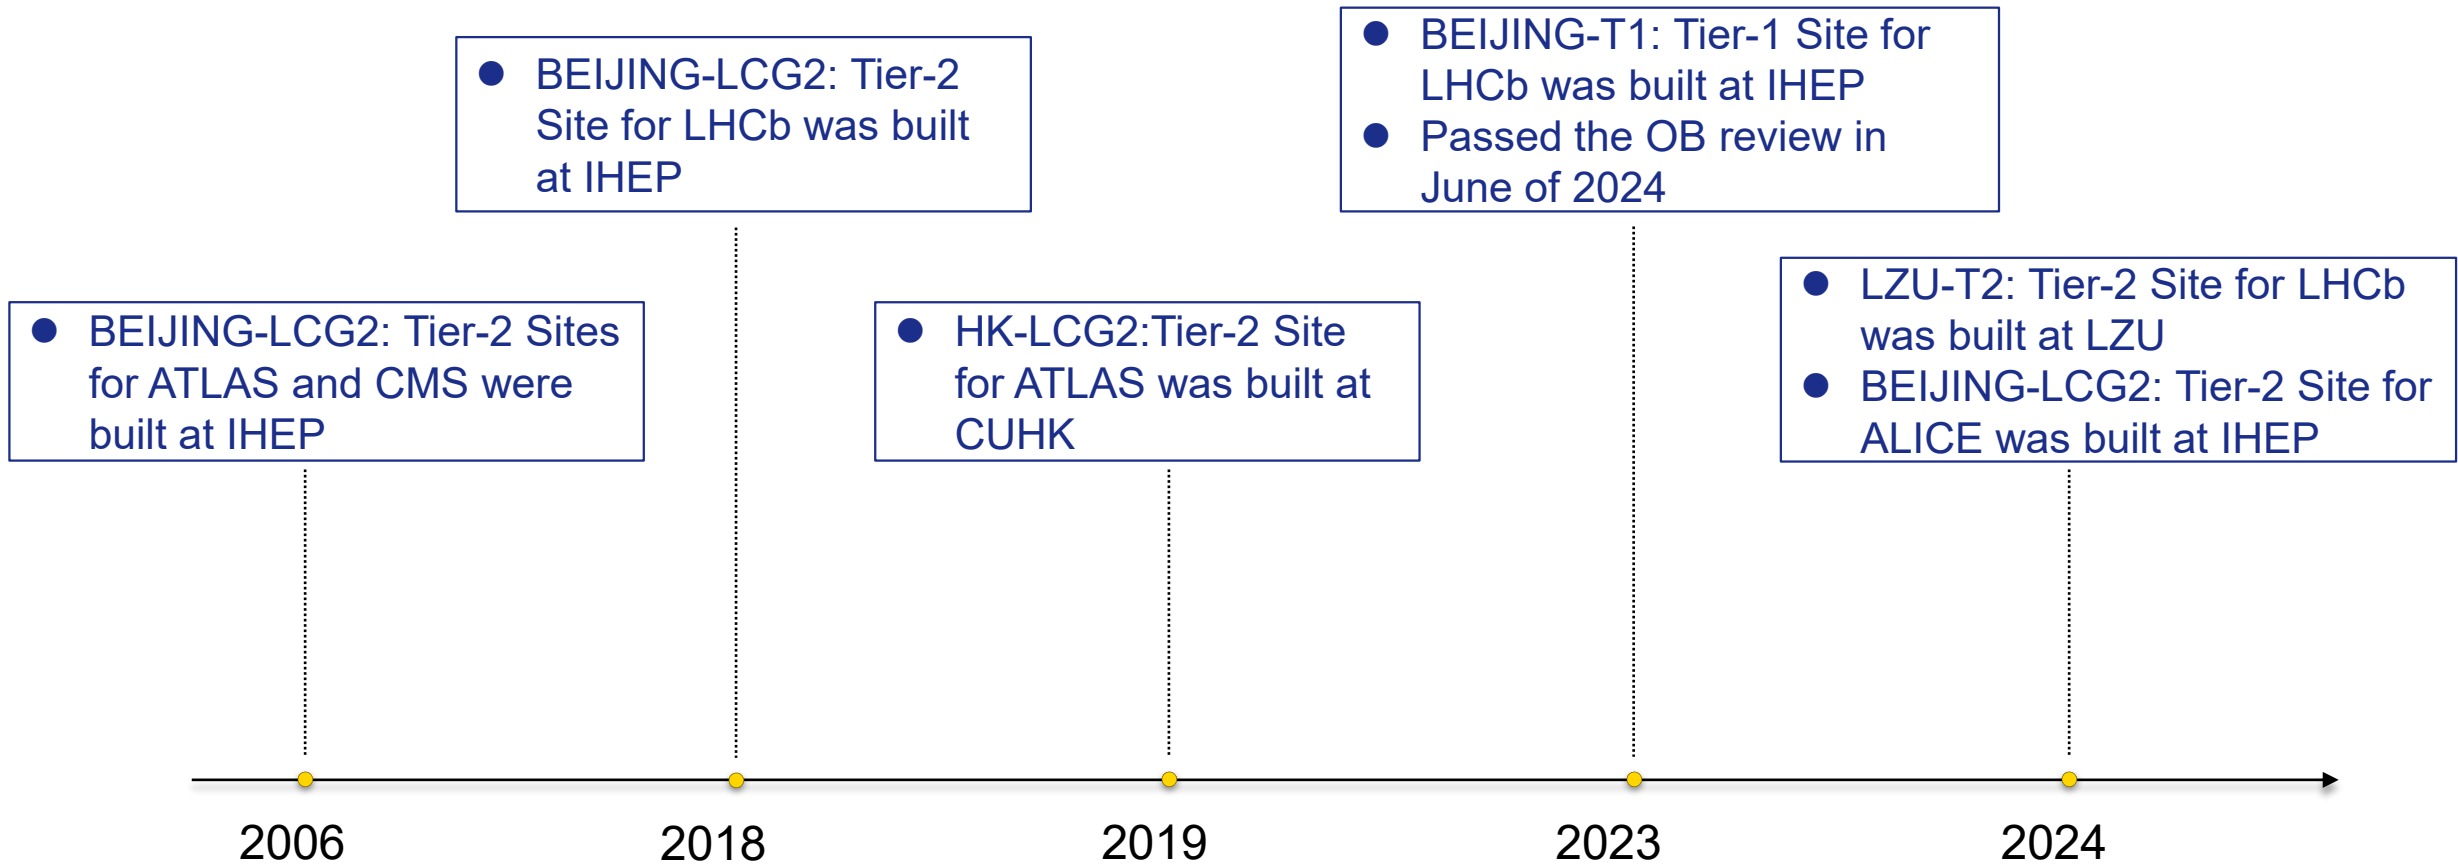 BEIJING-LCG2: Tier-2 Sites
for ATLAS and CMS were
built at IHEP
BEIJING-LCG2: Tier-2
Site for LHCb was built
at IHEP
HK-LCG2:Tier-2 Site
for ATLAS was built at
CUHK
BEIJING-T1: Tier-1 Site for
LHCb was built at IHEP
Passed the OB review in
June of 2024
LZU-T2: Tier-2 Site for LHCb
was built at LZU
BEIJING-LCG2: Tier-2 Site for
ALICE was built at IHEP
2006
2018
2019
2023
2024